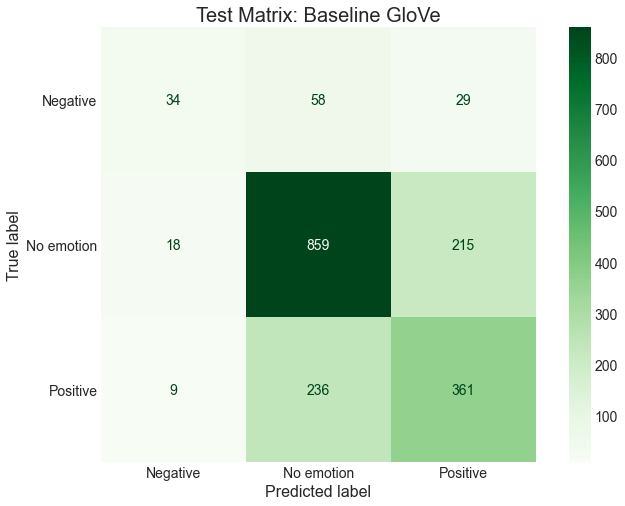 Test Matrix: Baseline GloVe
True label
Negative 34 58 29
No emotion 18 859 215
Positive 9 236 361
Negative No emotion Positive
Predicted label
800
700
600
500
400
300
200
100